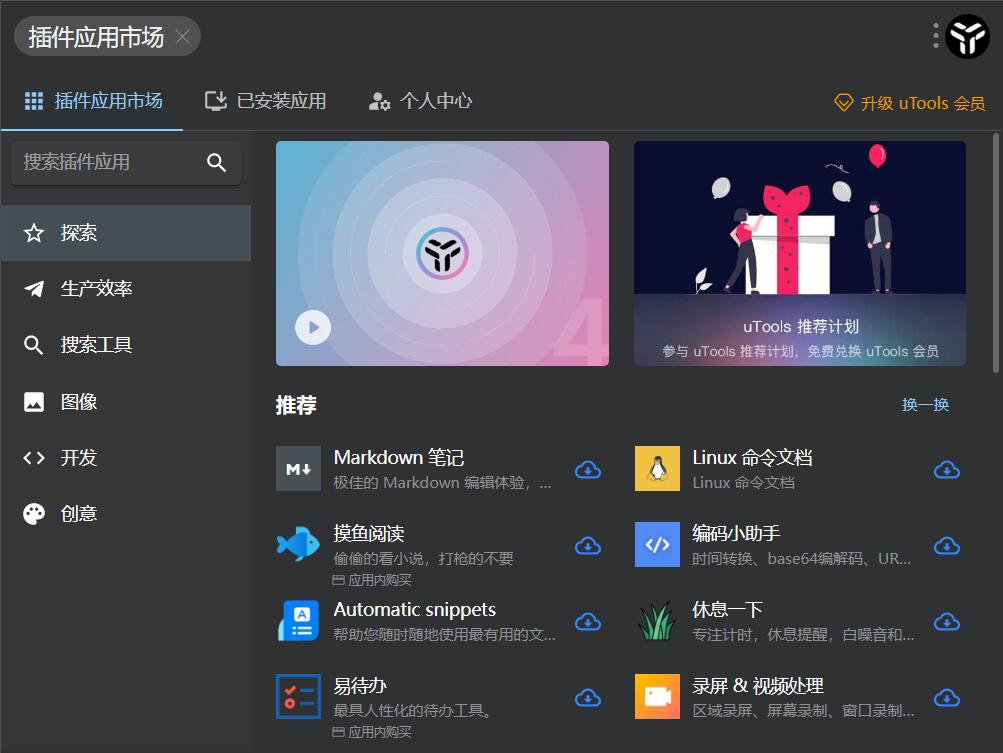 插件应用市场
插件应用市场
已安装应用
个人中心
升级 uTools 会员
搜索插件应用
探索
生产效率
搜索工具
图像
开发
创意
4
uTools 推荐计划
参与 uTools 推荐计划，免费兑换 uTools 会员
推荐
换一换
M↓
Markdown 笔记
极佳的 Markdown 编辑体验，...
Linux 命令文档
Linux 命令文档
摸鱼阅读
偷偷的看小说，打枪的不要
应用内购买
</>
编码小助手
时间转换、base64编解码、UR...
A
Automatic snippets
帮助您随时随地使用最有用的文...
休息一下
专注计时，休息提醒，白噪音和...
易待办
最具人性化的待办工具。
应用内购买
录屏 & 视频处理
区域录屏、屏幕录制、窗口录制...